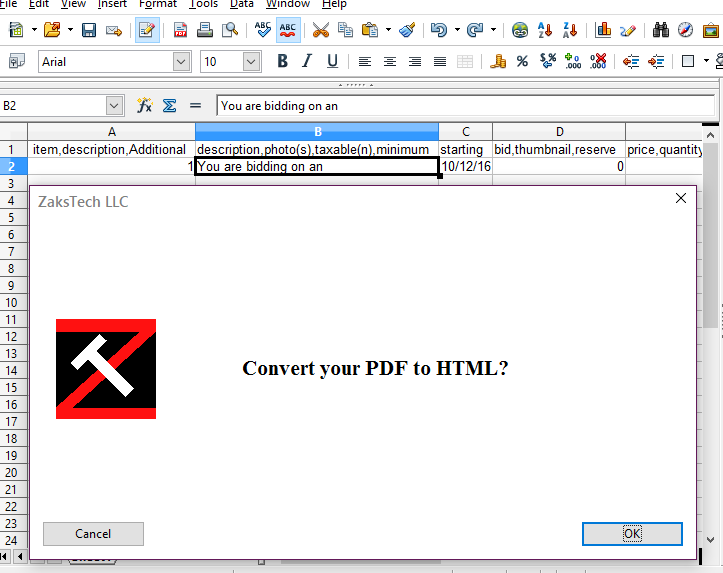 File Edit View Insert Format Tools Data Window Help
ABC ABC
Arial 10 B I U
B2 You are bidding on an
A B C D
1 item,description,Additional description,photo(s),taxable(n),minimum starting bid,thumbnail,reserve price,quantity
2 1 You are bidding on an 10/12/16 0
3
4
ZaksTech LLC
5
6
7
8
9
10
11
12
13
14
Convert your PDF to HTML?
15
16
17
18
19
20
21
22
23
Cancel OK
24